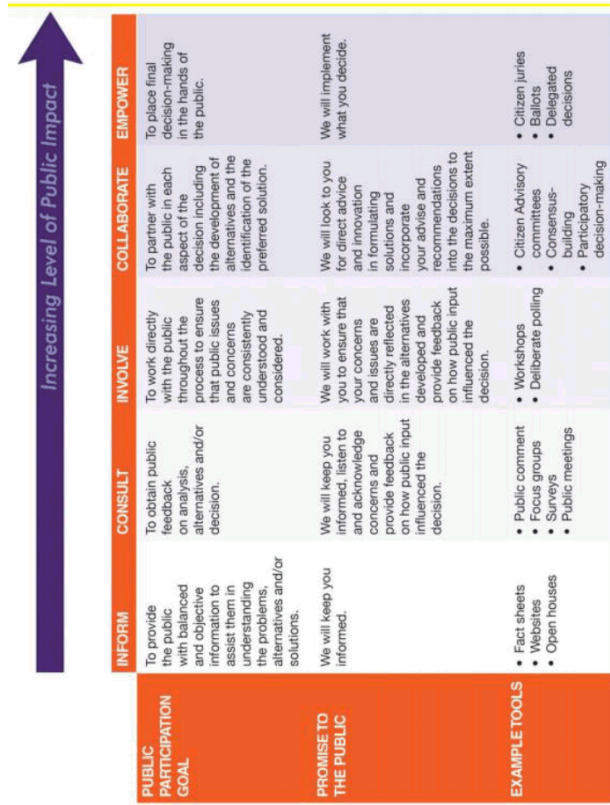 Increasing Level of Public Impact
INFORM
CONSULT
INVOLVE
COLLABORATE
EMPOWER
PUBLIC
PARTICIPATION
GOAL
To provide
the public
with balanced
and objective
information to
assist them in
understanding
the problems,
alternatives and/or
solutions.
To obtain public
feedback
on analysis,
alternatives and/or
decision.
To work directly
with the public
throughout the
process to ensure
that public issues
and concerns
are consistently
understood and
considered.
To partner with
the public in each
aspect of the
decision including
the development of
alternatives and the
identification of the
preferred solution.
To place final
decision-making
in the hands of
the public.
PROMISE TO
THE PUBLIC
We will keep you
informed.
We will keep you
informed, listen to
and acknowledge
concerns and
provide feedback
on how public input
influenced the
decision.
We will work with
you to ensure that
your concerns
and issues are
directly reflected
in the alternatives
developed and
provide feedback
on how public input
influenced the
decision.
We will look to you
for direct advice
and innovation
in formulating
solutions and
incorporate
your advise and
recommendations
into the decisions to
the maximum extent
possible.
We will implement
what you decide.
EXAMPLE TOOLS
• Fact sheets
• Websites
• Open houses
• Public comment
• Focus groups
• Surveys
• Public meetings
• Workshops
• Deliberate polling
• Citizen Advisory
committees
• Consensus-
building
• Participatory
decision-making
• Citizen juries
• Ballots
• Delegated
decisions